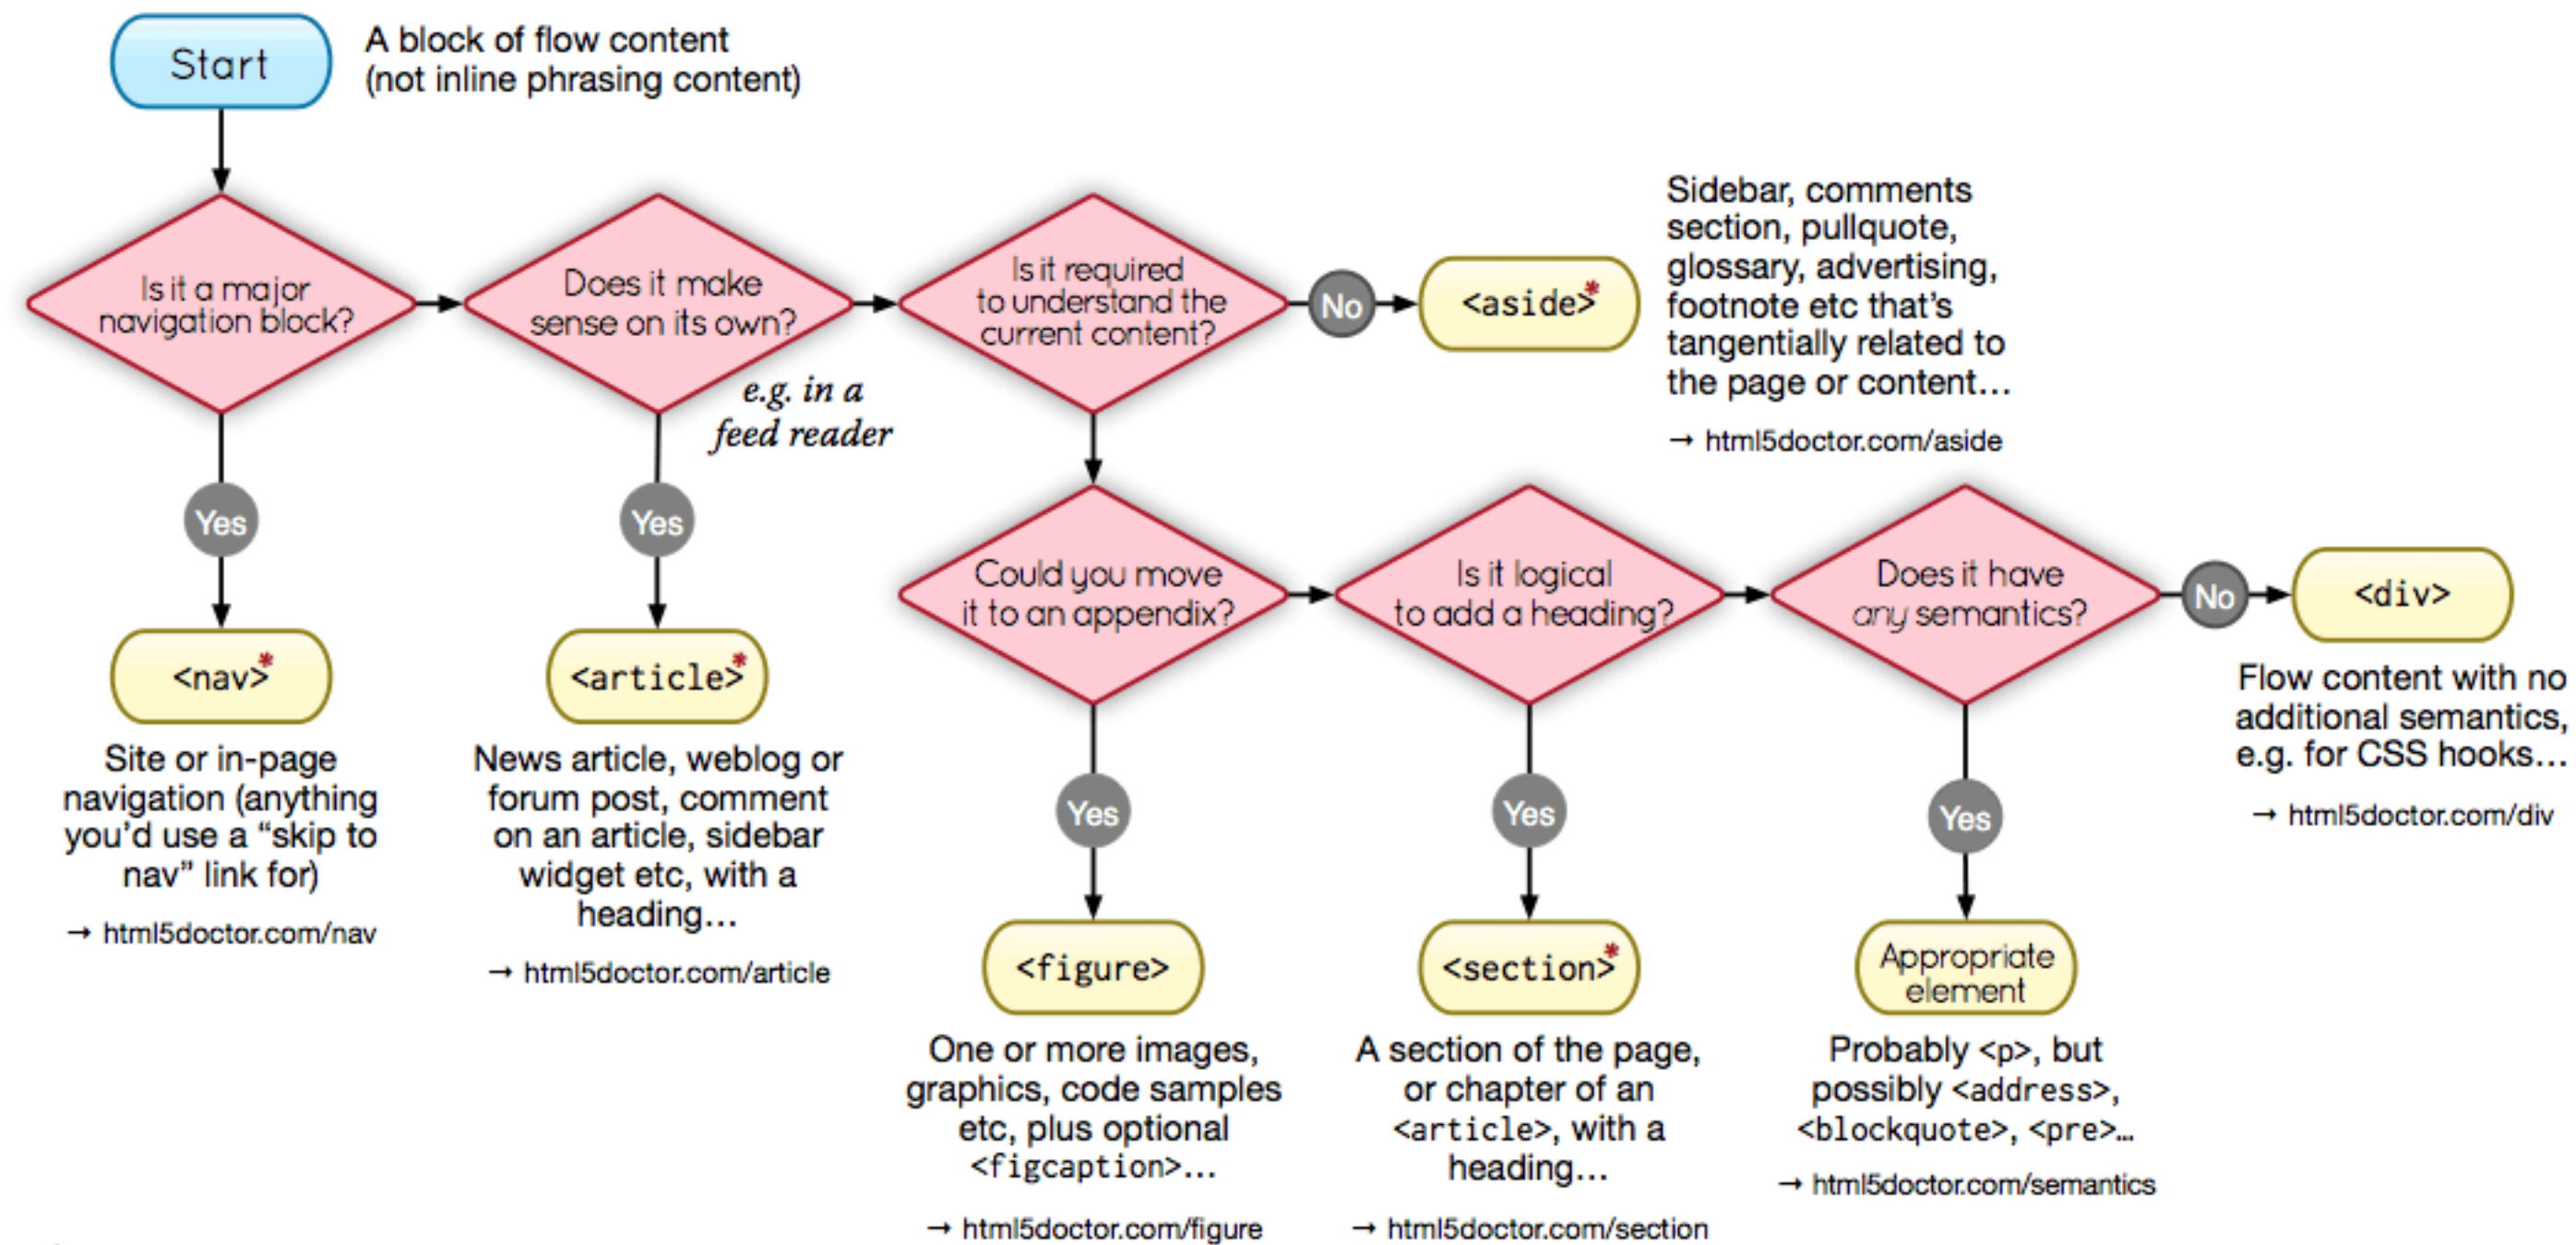 Start
A block of flow content
(not inline phrasing content)
Is it a major
navigation block?
Does it make
sense on its own?
e.g. in a
feed reader
Is it required
to understand the
current content?
No
<aside>*
Sidebar, comments
section, pullquote,
glossary, advertising,
footnote etc that’s
tangentially related to
the page or content…
→ html5doctor.com/aside
Yes
<nav>*
Site or in-page
navigation (anything
you’d use a “skip to
nav” link for)
→ html5doctor.com/nav
Yes
<article>*
News article, weblog or
forum post, comment
on an article, sidebar
widget etc, with a
heading…
→ html5doctor.com/article
Could you move
it to an appendix?
Is it logical
to add a heading?
Does it have
any semantics?
No
<div>
Flow content with no
additional semantics,
e.g. for CSS hooks…
→ html5doctor.com/div
Yes
<figure>
One or more images,
graphics, code samples
etc, plus optional
<figcaption>…
→ html5doctor.com/figure
Yes
<section>*
A section of the page,
or chapter of an
<article>, with a
heading…
→ html5doctor.com/section
Yes
Appropriate
element
Probably <p>, but
possibly <address>,
<blockquote>, <pre>…
→ html5doctor.com/semantics